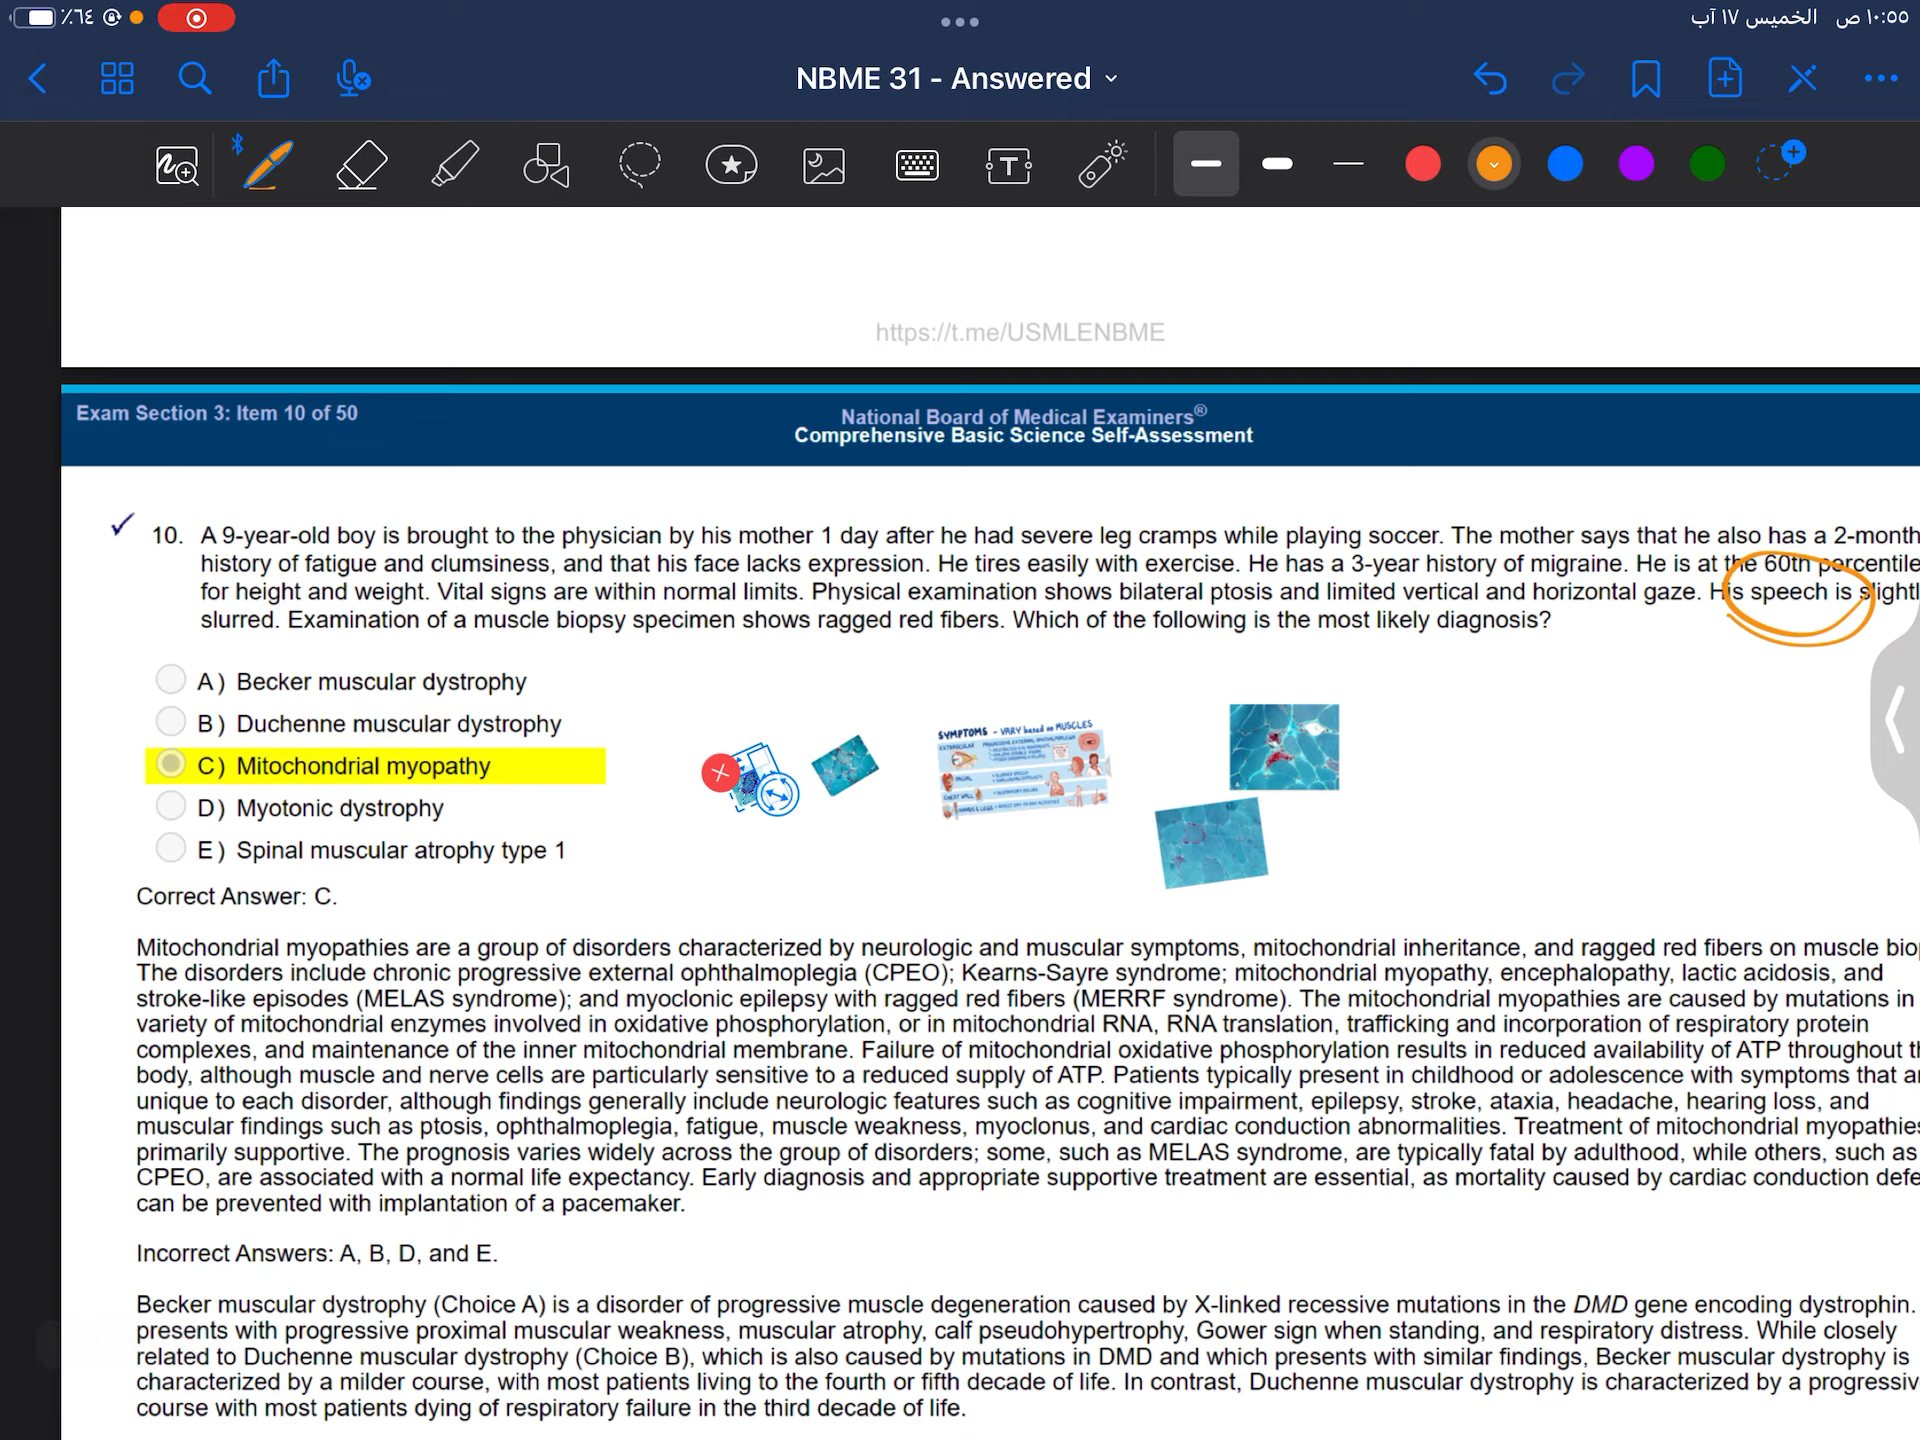 ٪٦٤
١٠:٥٥ ص الخميس ١٧ آب
NBME 31 - Answered
T
https://t.me/USMLENBME
Exam Section 3: Item 10 of 50
National Board of Medical Examiners®
Comprehensive Basic Science Self-Assessment
10. A 9-year-old boy is brought to the physician by his mother 1 day after he had severe leg cramps while playing soccer. The mother says that he also has a 2-month
history of fatigue and clumsiness, and that his face lacks expression. He tires easily with exercise. He has a 3-year history of migraine. He is at the 60th percentile
for height and weight. Vital signs are within normal limits. Physical examination shows bilateral ptosis and limited vertical and horizontal gaze. His speech is slightl
slurred. Examination of a muscle biopsy specimen shows ragged red fibers. Which of the following is the most likely diagnosis?
A) Becker muscular dystrophy
B) Duchenne muscular dystrophy
C) Mitochondrial myopathy
D) Myotonic dystrophy
E) Spinal muscular atrophy type 1
SYMPTOMS - VARY based on MUSCLES
Correct Answer: C.
Mitochondrial myopathies are a group of disorders characterized by neurologic and muscular symptoms, mitochondrial inheritance, and ragged red fibers on muscle biop
The disorders include chronic progressive external ophthalmoplegia (CPEO); Kearns-Sayre syndrome; mitochondrial myopathy, encephalopathy, lactic acidosis, and
stroke-like episodes (MELAS syndrome); and myoclonic epilepsy with ragged red fibers (MERRF syndrome). The mitochondrial myopathies are caused by mutations in
variety of mitochondrial enzymes involved in oxidative phosphorylation, or in mitochondrial RNA, RNA translation, trafficking and incorporation of respiratory protein
complexes, and maintenance of the inner mitochondrial membrane. Failure of mitochondrial oxidative phosphorylation results in reduced availability of ATP throughout th
body, although muscle and nerve cells are particularly sensitive to a reduced supply of ATP. Patients typically present in childhood or adolescence with symptoms that ar
unique to each disorder, although findings generally include neurologic features such as cognitive impairment, epilepsy, stroke, ataxia, headache, hearing loss, and
muscular findings such as ptosis, ophthalmoplegia, fatigue, muscle weakness, myoclonus, and cardiac conduction abnormalities. Treatment of mitochondrial myopathies
primarily supportive. The prognosis varies widely across the group of disorders; some, such as MELAS syndrome, are typically fatal by adulthood, while others, such as
CPEO, are associated with a normal life expectancy. Early diagnosis and appropriate supportive treatment are essential, as mortality caused by cardiac conduction defe
can be prevented with implantation of a pacemaker.
Incorrect Answers: A, B, D, and E.
Becker muscular dystrophy (Choice A) is a disorder of progressive muscle degeneration caused by X-linked recessive mutations in the DMD gene encoding dystrophin.
presents with progressive proximal muscular weakness, muscular atrophy, calf pseudohypertrophy, Gower sign when standing, and respiratory distress. While closely
related to Duchenne muscular dystrophy (Choice B), which is also caused by mutations in DMD and which presents with similar findings, Becker muscular dystrophy is
characterized by a milder course, with most patients living to the fourth or fifth decade of life. In contrast, Duchenne muscular dystrophy is characterized by a progressiv
course with most patients dying of respiratory failure in the third decade of life.